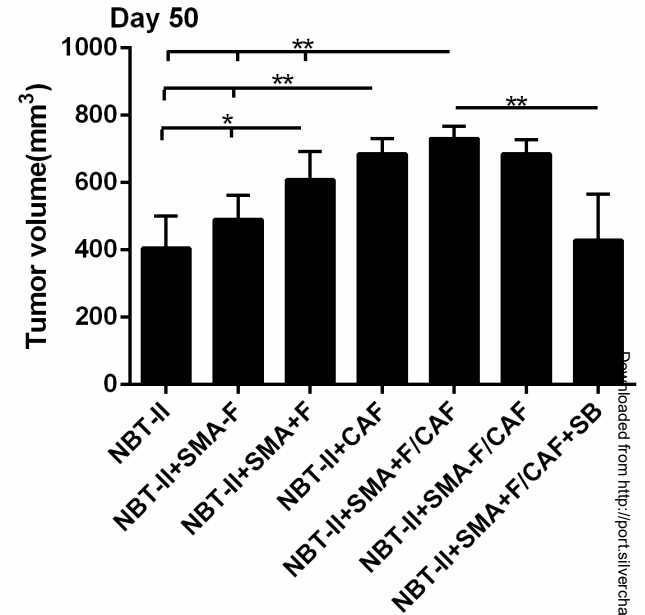 Day 50
Tumor volume(mm³)
1000
800
600
400
200
0
**
**
*
**
NBT-II
NBT-II+SMA-F
NBT-II+SMA+F
NBT-II+CAF
NBT-II+SMA+F/CAF
NBT-II+SMA-F/CAF
NBT-II+SMA+F/CAF+SB
Downloaded from http://port.silvercha